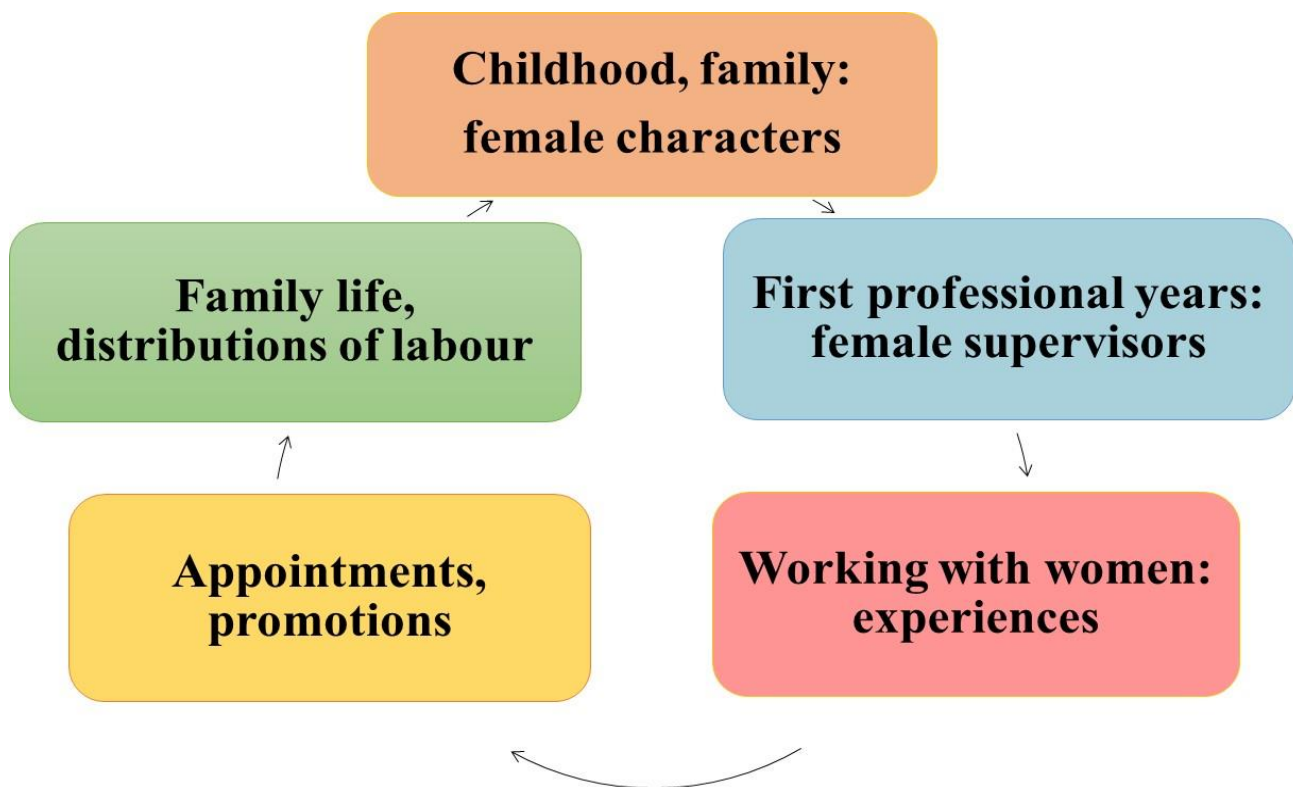 Childhood, family:
female characters
First professional years:
female supervisors
Working with women:
experiences
Appointments,
promotions
Family life,
distributions of labour